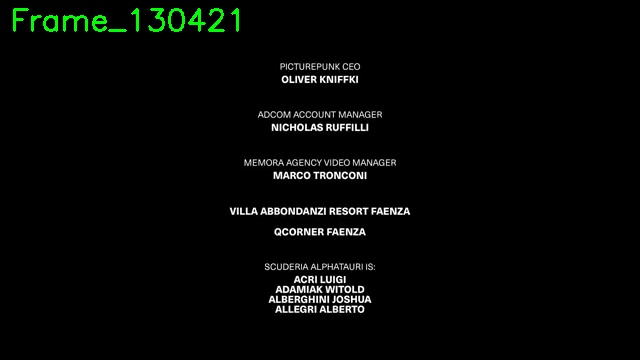 Frame_130421
PICTUREPUNK CEO
OLIVER KNIFFKI
ADCOM ACCOUNT MANAGER
NICHOLAS RUFFILLI
MEMORA AGENCY VIDEO MANAGER
MARCO TRONCONI
VILLA ABBONDANZI RESORT FAENZA
QCORNER FAENZA
SCUDERIA ALPHATAURI IS:
ACRI LUIGI
ADAMIAK WITOLD
ALBERGHINI JOSHUA
ALLEGRI ALBERTO